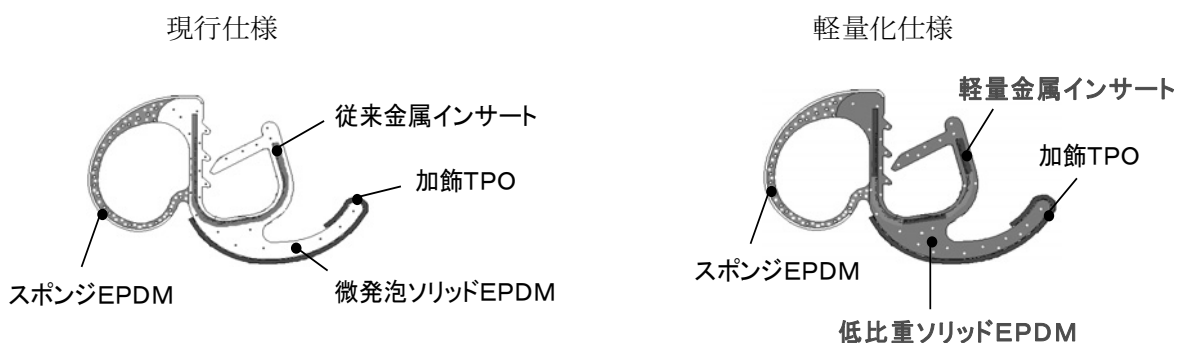 現行仕様
従来金属インサート
加飾TPO
スポンジEPDM
微発泡ソリッドEPDM
軽量化仕様
軽量金属インサート
加飾TPO
スポンジEPDM
低比重ソリッドEPDM